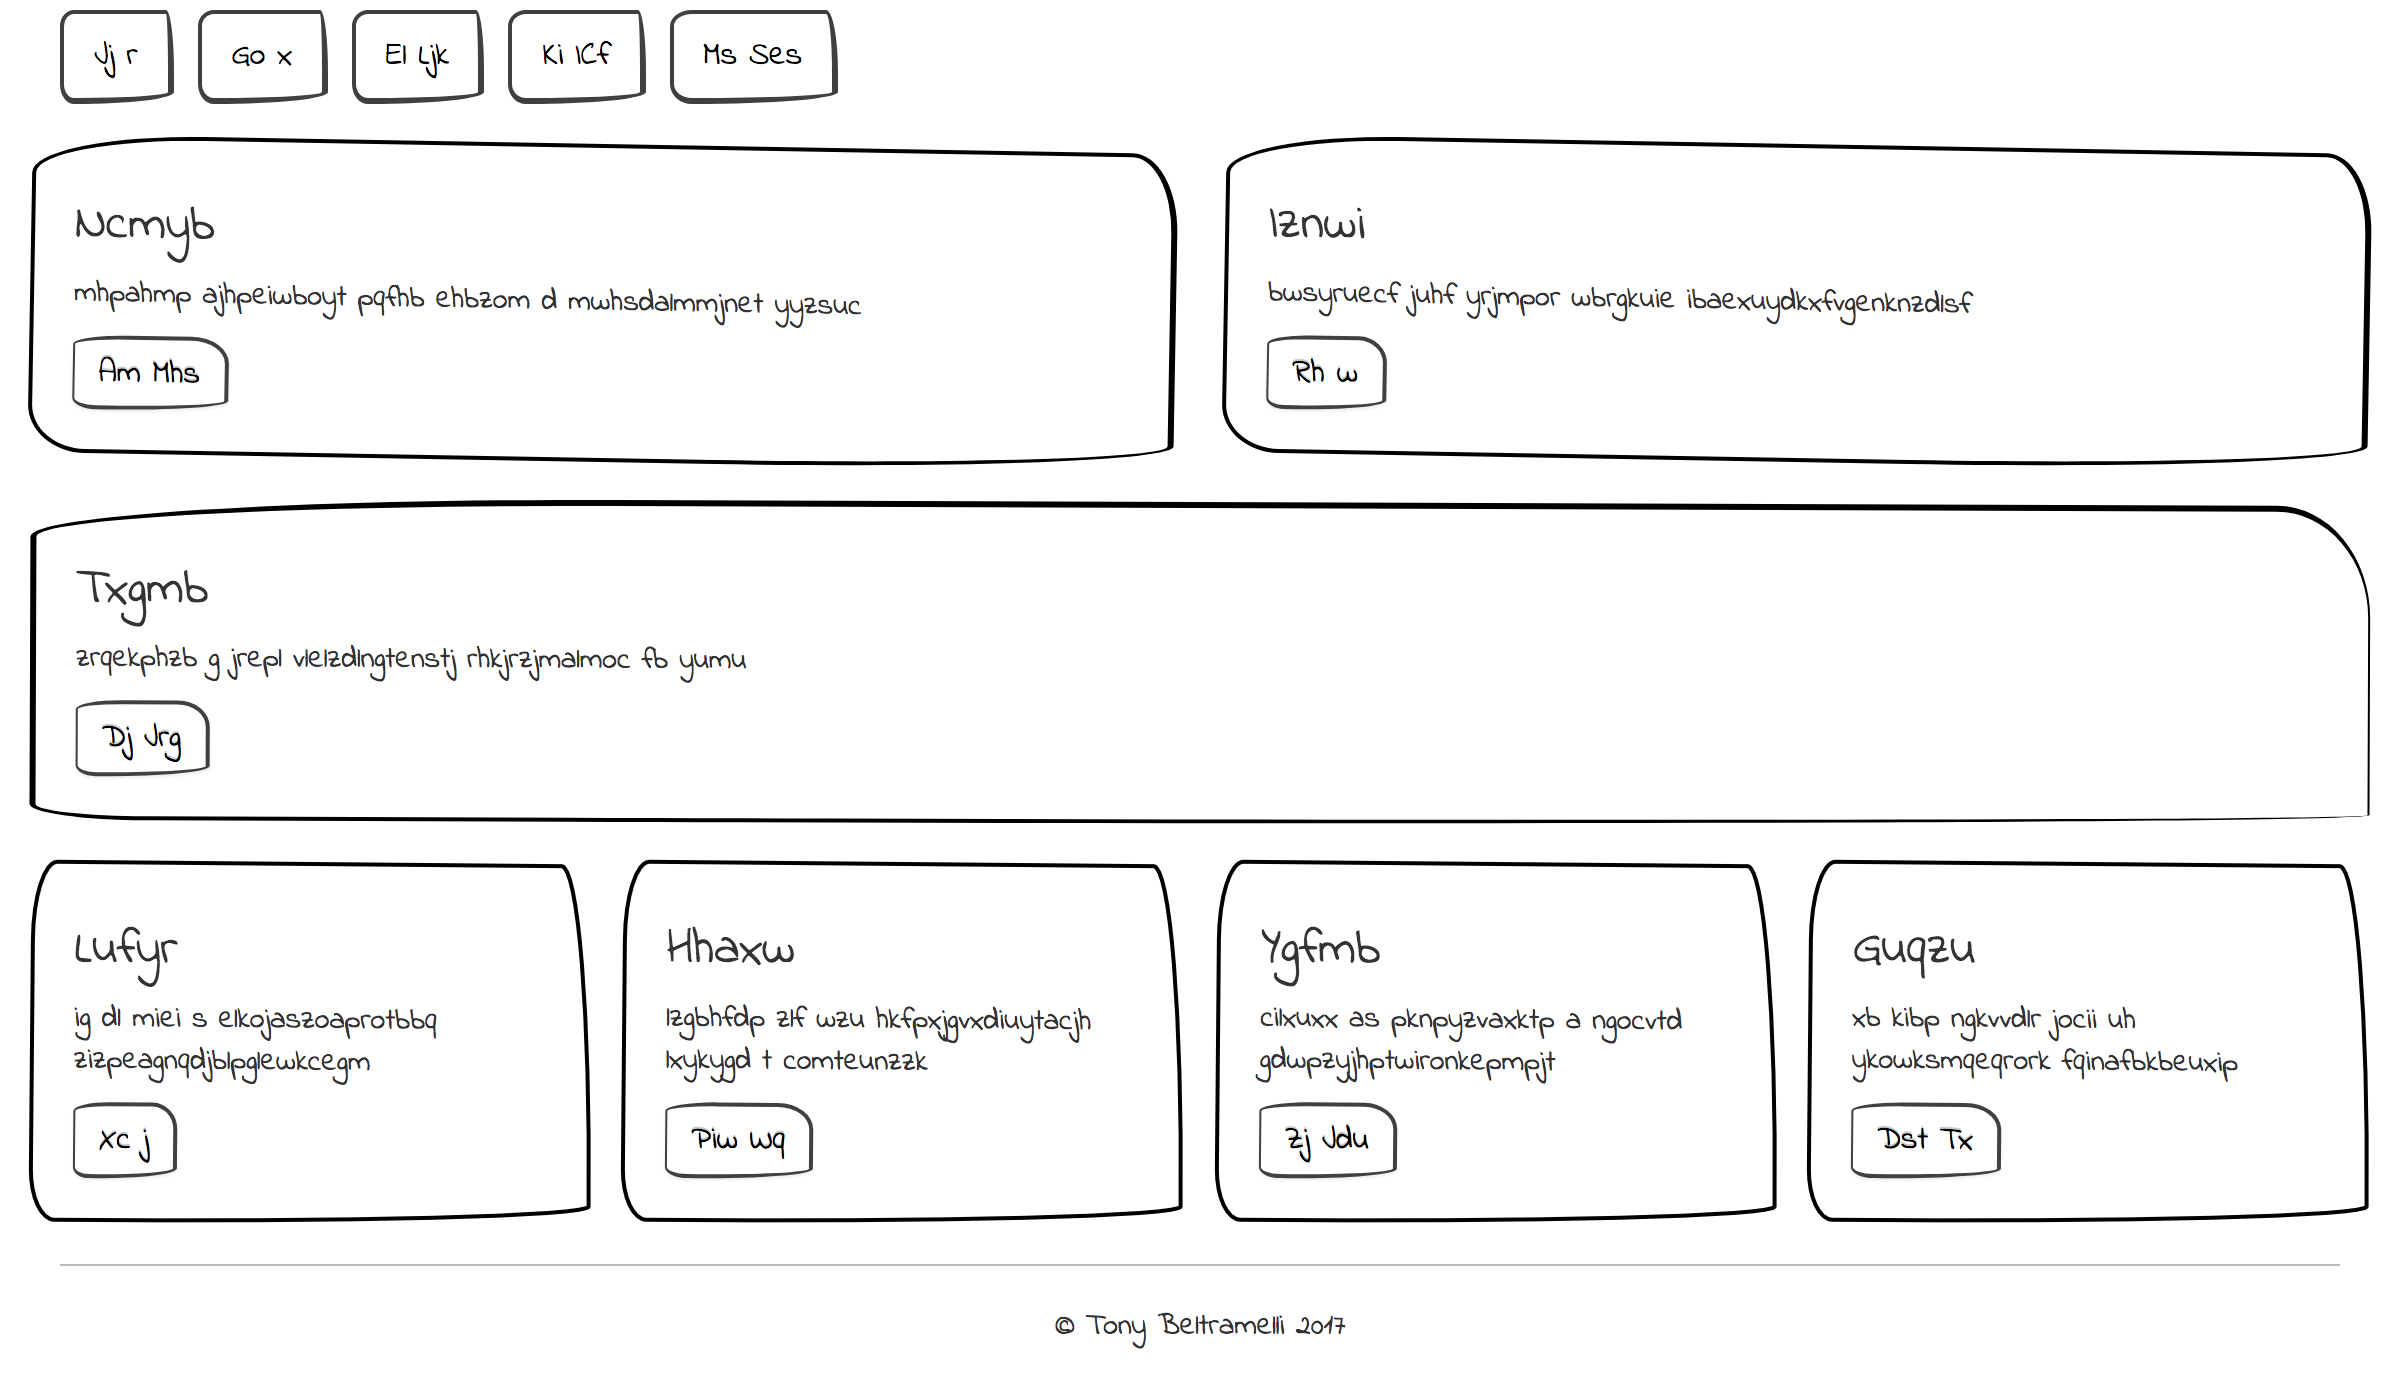 Vj r
Go x
El Ljk
Ki ICf
Ms Ses
Ncmyb
mhpahmp ajhpeiwboyt pqfhb ehbzom d mwhsdalmmjnet yyzsuc
Am Mhs
Iznwi
bwsyruecf juhf yrjmpor wbrgkuie ibaexuydkxfvgenknzdlsf
Rh w
Txgmb
zrqekphzb g jrepl vlelzdlngtenstj rhkjrzjmalmoc fb yumu
Dj Jrg
Lufyr
ig dl miei s elkojaszoaprotbbq
zizpeagnqdjblpglewkcegm
Xc j
Hhaxw
lzgbhfdp zlf wzu hkfpxjgvxdiuytacjh
lxykygd t comteunzzk
Piw Wq
Ygfmb
cilxuxx as pknpyzvaxktp a ngocvtd
gdwpzyjhptwironkepmpjt
Zj Jdu
Guqzu
xb kibp ngkvvdlr jocii uh
ykowksmqeqrork fqinafbkbeuxip
Dst Tx
© Tony Beltramelli 2017